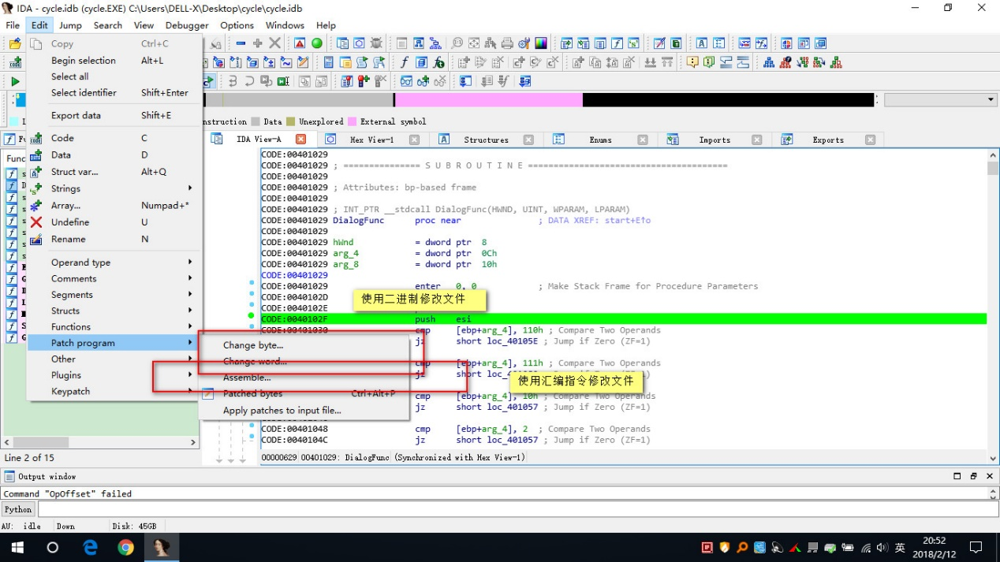 IDA - cycle.idb (cycle.EXE) C:\Users\DELL-X\Desktop\cycle\cycle.idb
File Edit Jump Search View Debugger Options Windows Help
Copy Ctrl+C
Begin selection Alt+L
Select all
Select identifier Shift+Enter
Export data Shift+E
Code C
Data D
Struct var... Alt+Q
Strings
Array... Numpad+*
Undefine U
Rename N
Operand type
Comments
Segments
Structs
Functions
Patch program
Other
Plugins
Keypatch
Change byte...
Change word...
Assemble...
Patched bytes Ctrl+Alt+P
Apply patches to input file...
Data Unexplored External symbol
IDA View-A Hex View-1 Structures Enums Imports Exports
CODE:00401029
CODE:00401029 ; =============== S U B R O U T I N E =======================================
CODE:00401029
CODE:00401029 ; Attributes: bp-based frame
CODE:00401029
CODE:00401029 ; INT_PTR __stdcall DialogFunc(HWND, UINT, WPARAM, LPARAM)
CODE:00401029 DialogFunc proc near ; DATA XREF: start+E↑o
CODE:00401029
CODE:00401029 hWnd = dword ptr 8
CODE:00401029 arg_4 = dword ptr 0Ch
CODE:00401029 arg_8 = dword ptr 10h
CODE:00401029
CODE:00401029 enter 0, 0 ; Make Stack Frame for Procedure Parameters
CODE:0040102D
使用二进制修改文件
CODE:0040102E
CODE:0040102F push esi
CODE:00401030 cmp [ebp+arg_4], 110h ; Compare Two Operands
jz short loc_40105E ; Jump if Zero (ZF=1)
cmp [ebp+arg_4], 111h ; Compare Two Operands
jz
使用汇编指令修改文件
cmp [ebp+arg_4], 10h ; Compare Two Operands
jz short loc_401057 ; Jump if Zero (ZF=1)
CODE:00401048 cmp [ebp+arg_4], 2 ; Compare Two Operands
CODE:0040104C jz short loc_401057 ; Jump if Zero (ZF=1)
00000629 00401029: DialogFunc (Synchronized with Hex View-1)
Line 2 of 15
Output window
Command "OpOffset" failed
Python
AU: idle Down Disk: 45GB
英
20:52
2018/2/12